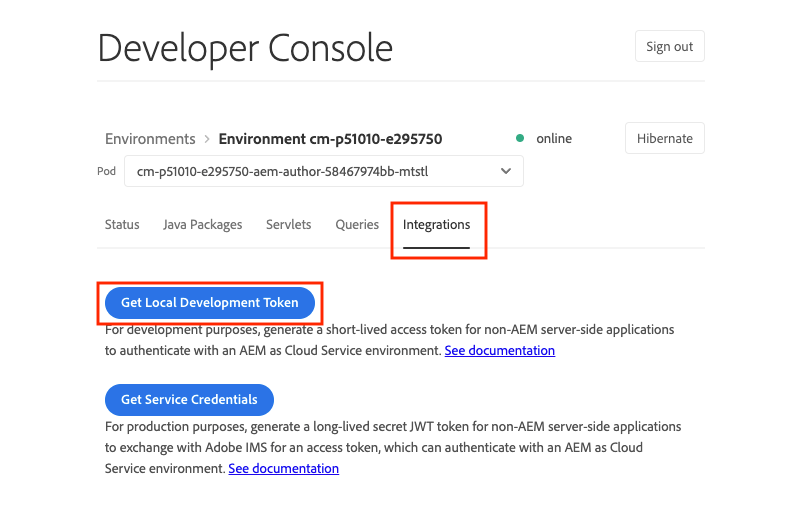 Developer Console
Sign out
Environments > Environment cm-p51010-e295750
online
Hibernate
Pod
cm-p51010-e295750-aem-author-58467974bb-mtstl
Status Java Packages Servlets Queries Integrations
Get Local Development Token
For development purposes, generate a short-lived access token for non-AEM server-side applications
to authenticate with an AEM as Cloud Service environment. See documentation
Get Service Credentials
For production purposes, generate a long-lived secret JWT token for non-AEM server-side applications
to exchange with Adobe IMS for an access token, which can authenticate with an AEM as Cloud
Service environment. See documentation